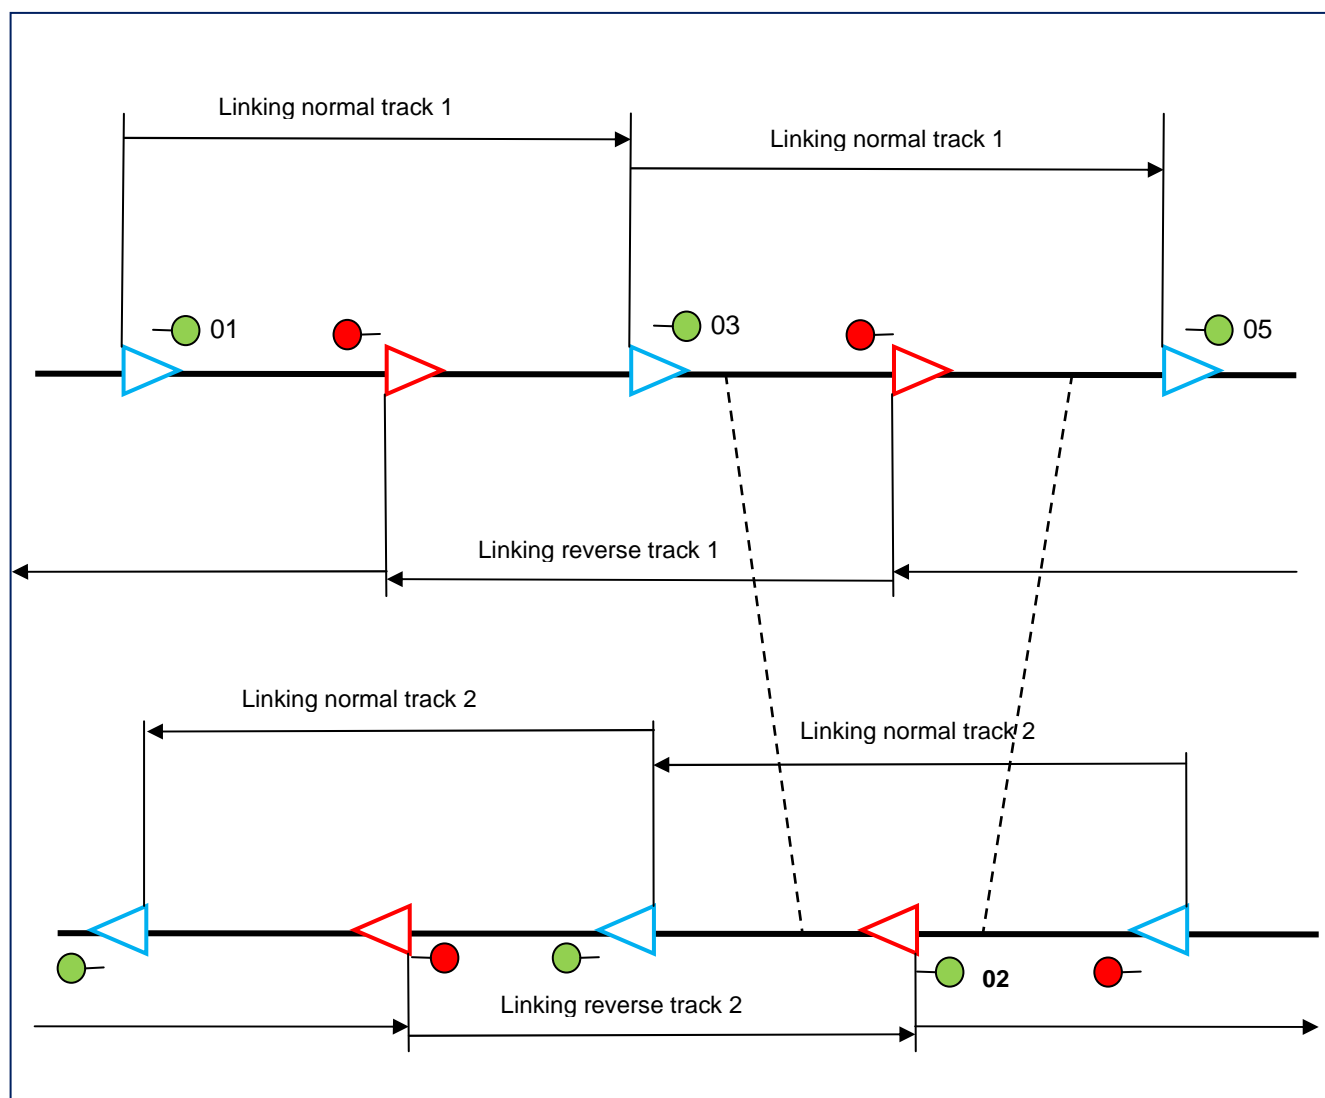 Linking normal track 1
Linking normal track 1
01
03
05
Linking reverse track 1
Linking normal track 2
Linking normal track 2
02
Linking reverse track 2